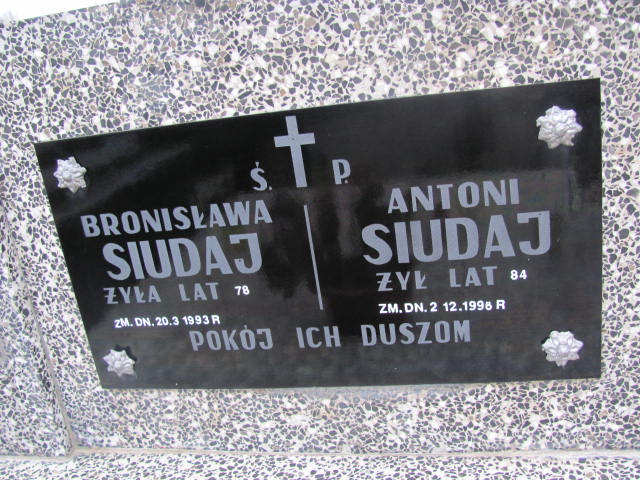 Ś. P.
BRONISŁAWA
SIUDAJ
ŻYŁA LAT 78
ZM. DN. 20.3 1993 R
ANTONI
SIUDAJ
ŻYŁ LAT 84
ZM. DN. 2 12.1996 R
POKÓJ ICH DUSZOM